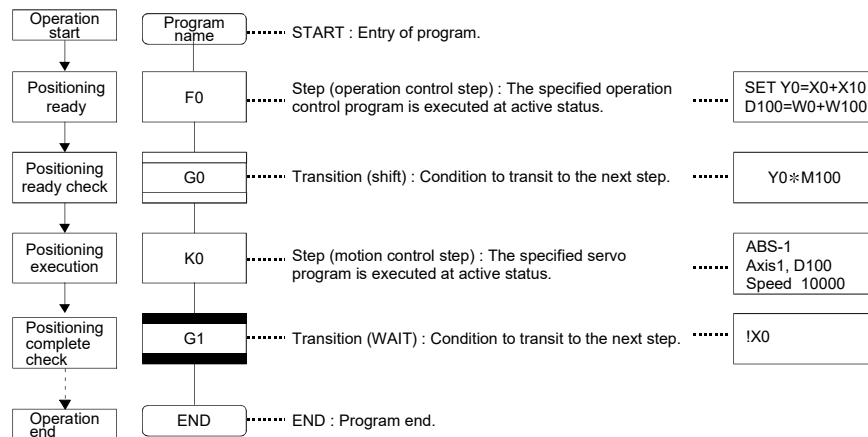 Operation
start
Program
name
START : Entry of program.
Positioning
ready
F0
Step (operation control step) : The specified operation
control program is executed at active status.
SET Y0=X0+X10
D100=W0+W100
Positioning
ready check
G0
Transition (shift) : Condition to transit to the next step.
Y0*M100
Positioning
execution
K0
Step (motion control step) : The specified servo
program is executed at active status.
ABS-1
Axis1, D100
Speed 10000
Positioning
complete
check
G1
Transition (WAIT) : Condition to transit to the next step.
!X0
Operation
end
END
END : Program end.